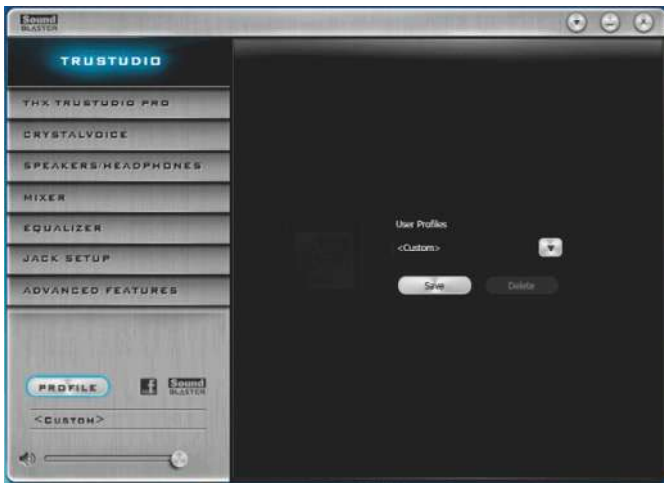 Sound
BLASTER
TRUSTUDIO
THX TRUSTUDIO PRO
CRYSTALVOICE
SPEAKERS/HEADPHONES
MIXER
EQUALIZER
JACK SETUP
ADVANCED FEATURES
User Profiles
<Custom>
Save
Delete
PROFILE
f
Sound
BLASTER
<CUSTOM>